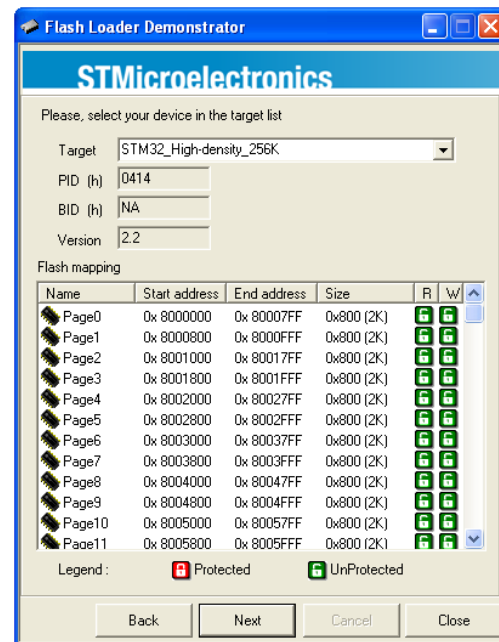 Flash Loader Demonstrator
STMicroelectronics
Please, select your device in the target list
Target STM32_High-density_256K
PID (h) 0414
BID (h) NA
Version 2.2
Flash mapping
Name Start address End address Size R W
Page0 0x 8000000 0x 80007FF 0x800 (2K)
Page1 0x 8000800 0x 8000FFF 0x800 (2K)
Page2 0x 8001000 0x 80017FF 0x800 (2K)
Page3 0x 8001800 0x 8001FFF 0x800 (2K)
Page4 0x 8002000 0x 80027FF 0x800 (2K)
Page5 0x 8002800 0x 8002FFF 0x800 (2K)
Page6 0x 8003000 0x 80037FF 0x800 (2K)
Page7 0x 8003800 0x 8003FFF 0x800 (2K)
Page8 0x 8004000 0x 80047FF 0x800 (2K)
Page9 0x 8004800 0x 8004FFF 0x800 (2K)
Page10 0x 8005000 0x 80057FF 0x800 (2K)
Page11 0x 8005800 0x 8005FFF 0x800 (2K)
Legend : Protected UnProtected
Back Next Cancel Close